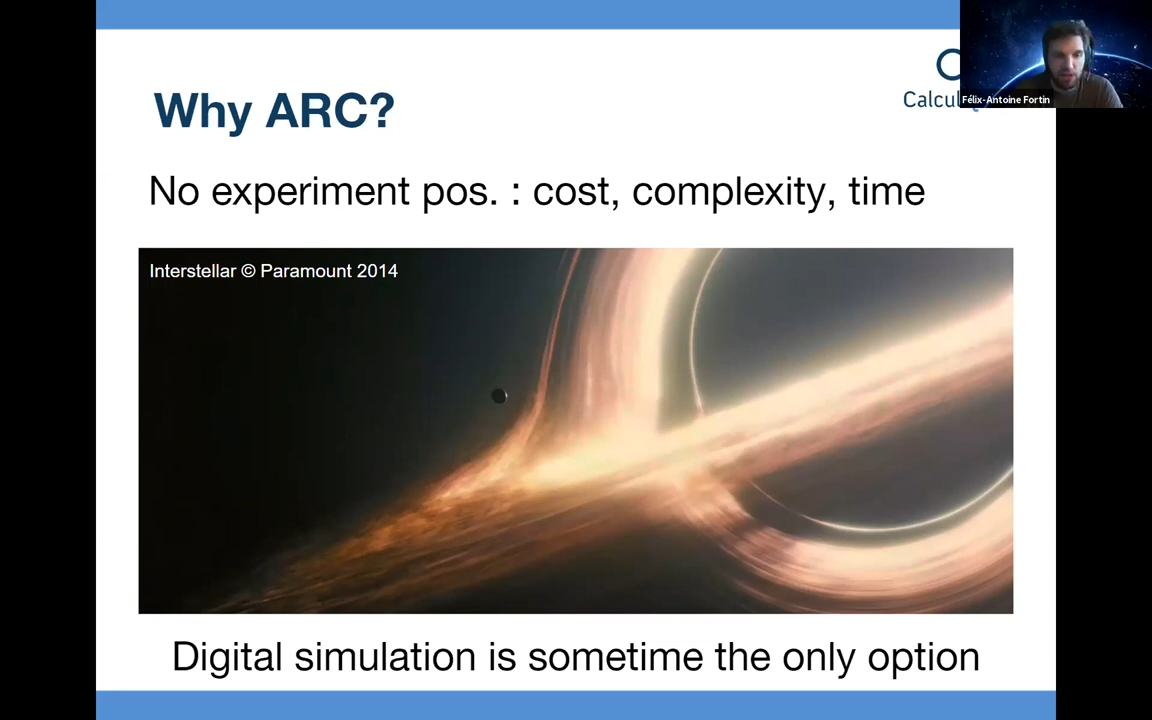 Why ARC?
Calcul
Félix-Antoine Fortin
No experiment pos. : cost, complexity, time
Interstellar © Paramount 2014
Digital simulation is sometime the only option